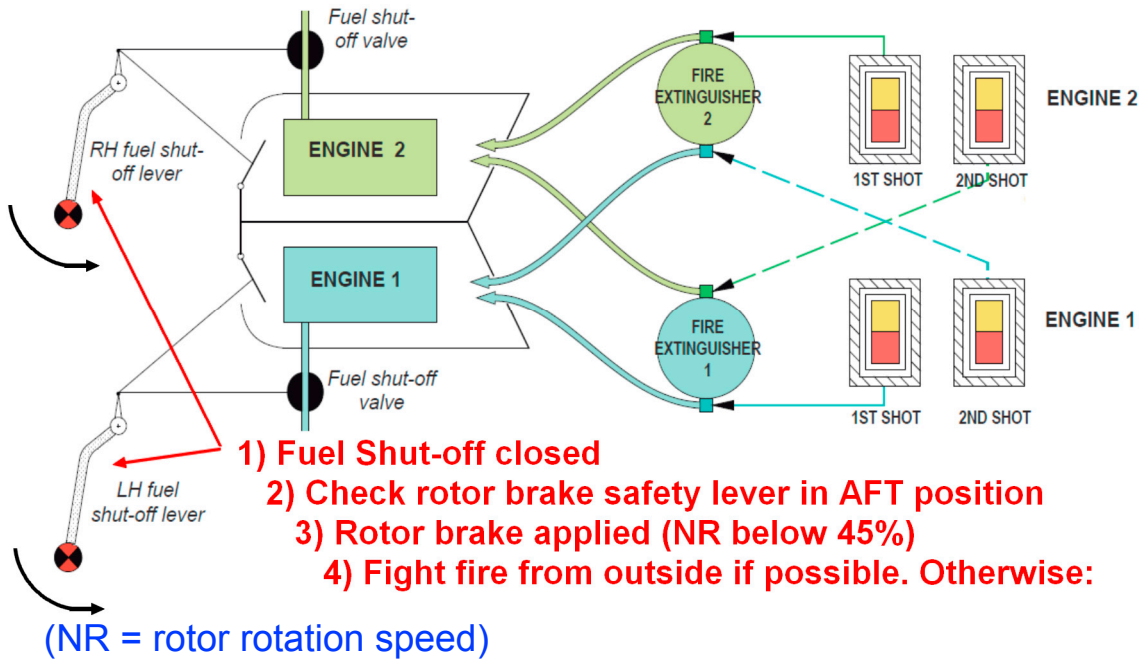 Fuel shut-
off valve
RH fuel shut-
off lever
ENGINE 2
FIRE
EXTINGUISHER
2
1ST SHOT
2ND SHOT
ENGINE 2
ENGINE 1
FIRE
EXTINGUISHER
1
1ST SHOT
2ND SHOT
ENGINE 1
Fuel shut-off
valve
LH fuel
shut-off lever
1) Fuel Shut-off closed
2) Check rotor brake safety lever in AFT position
3) Rotor brake applied (NR below 45%)
4) Fight fire from outside if possible. Otherwise:
(NR = rotor rotation speed)